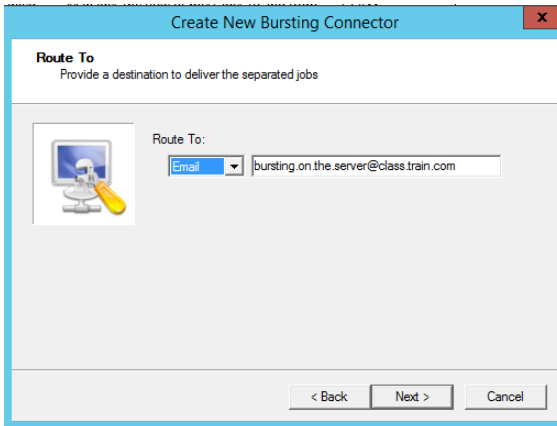 Create New Bursting Connector
x
Route To
Provide a destination to deliver the separated jobs
Route To:
Email bursting.on.the.server@class.train.com
< Back Next > Cancel